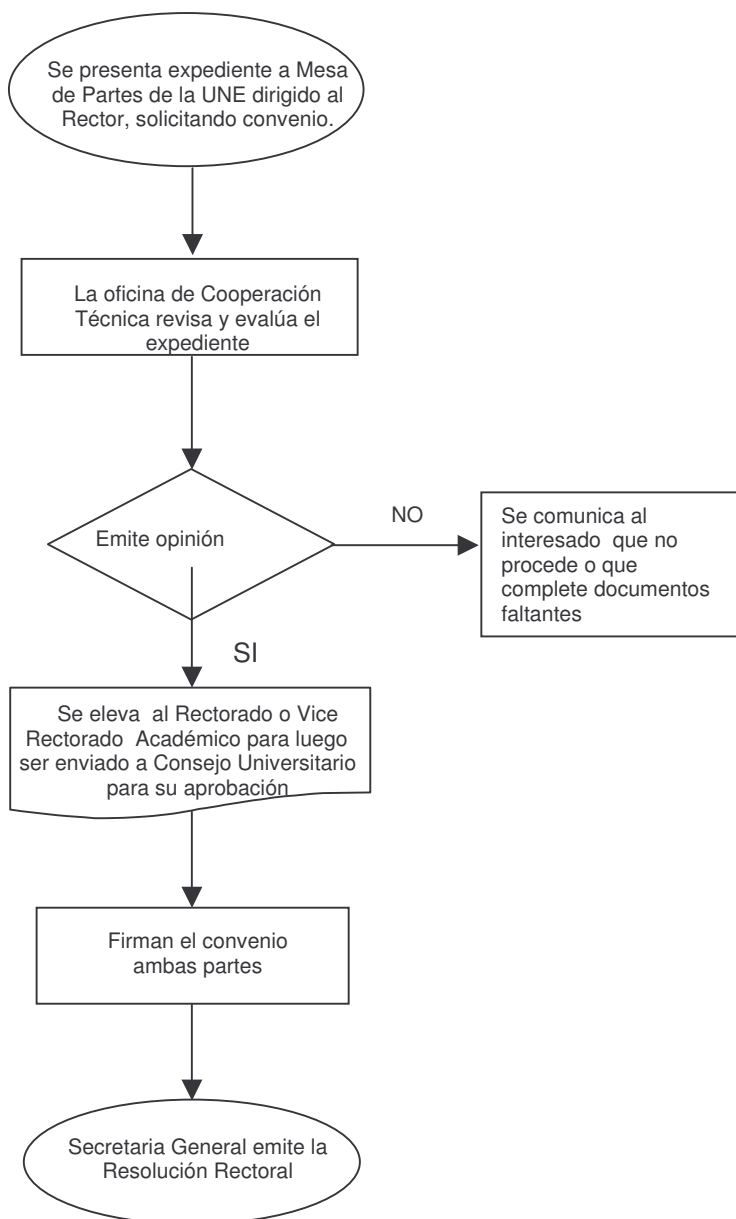 Se presenta expediente a Mesa
de Partes de la UNE dirigido al
Rector, solicitando convenio.
La oficina de Cooperación
Técnica revisa y evalúa el
expediente
Emite opinión
NO
Se comunica al
interesado que no
procede o que
complete documentos
faltantes
SI
Se eleva al Rectorado o Vice
Rectorado Académico para luego
ser enviado a Consejo Universitario
para su aprobación
Firman el convenio
ambas partes
Secretaria General emite la
Resolución Rectoral